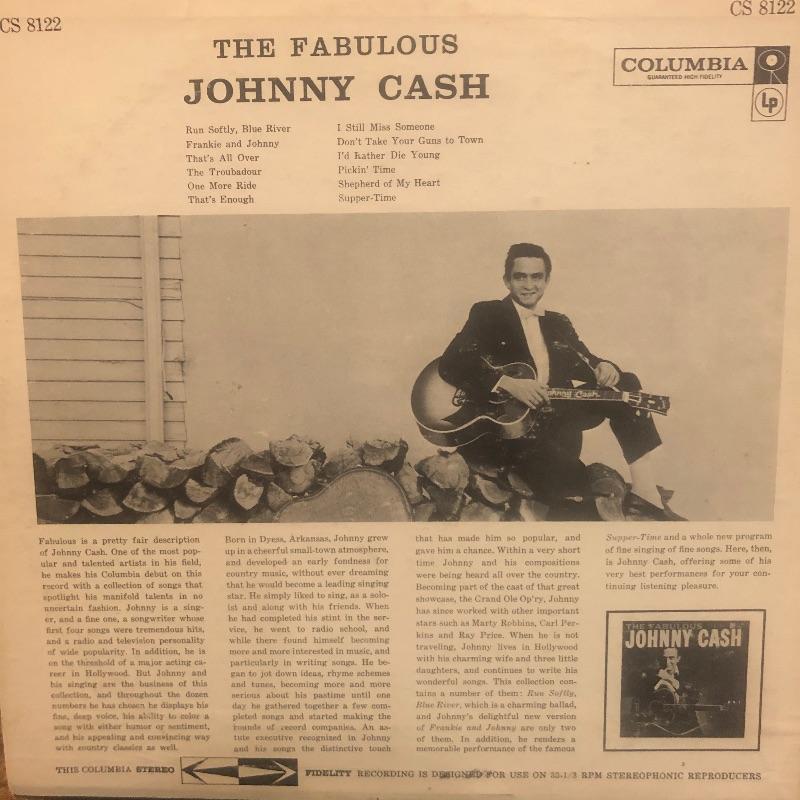 CS 8122
CS 8122
THE FABULOUS
JOHNNY CASH
COLUMBIA
GUARANTEED HIGH FIDELITY
Lp
Run Softly, Blue River
Frankie and Johnny
That's All Over
The Troubadour
One More Ride
That's Enough
I Still Miss Someone
Don't Take Your Guns to Town
I'd Rather Die Young
Pickin' Time
Shepherd of My Heart
Supper-Time
Johnny Cash
Fabulous is a pretty fair description
of Johnny Cash. One of the most pop-
ular and talented artists in his field,
he makes his Columbia debut on this
record with a collection of songs that
spotlight his manifold talents in no
uncertain fashion. Johnny is a sing-
er, and a fine one, a songwriter whose
first four songs were tremendous hits,
and a radio and television personality
of wide popularity. In addition, he is
on the threshold of a major acting ca-
reer in Hollywood. But Johnny and
his singing are the business of this
collection, and throughout the dozen
numbers he has chosen he displays his
fine, deep voice, his ability to color a
song with either humor or sentiment,
and his appealing and convincing way
with country classics as well.
Born in Dyess, Arkansas, Johnny grew
up in a cheerful small-town atmosphere,
and developed an early fondness for
country music, without ever dreaming
that he would become a leading singing
star. He simply liked to sing, as a solo-
ist and along with his friends. When
he had completed his stint in the ser-
vice, he went to radio school, and
while there found himself becoming
more and more interested in music, and
particularly in writing songs. He be-
gan to jot down ideas, rhyme schemes
and tunes, becoming more and more
serious about his pastime until one
day he gathered together a few com-
pleted songs and started making the
rounds of record companies. An as-
tute executive recognized in Johnny
and his songs the distinctive touch
that has made him so popular, and
gave him a chance. Within a very short
time Johnny and his compositions
were being heard all over the country.
Becoming part of the cast of that great
showcase, the Grand Ole Op'ry, Johnny
has since worked with other important
stars such as Marty Robbins, Carl Per-
kins and Ray Price. When he is not
traveling, Johnny lives in Hollywood
with his charming wife and three little
daughters, and continues to write his
wonderful songs. This collection con-
tains a number of them: Run Softly,
Blue River, which is a charming ballad,
and Johnny's delightful new version
of Frankie and Johnny are only two
of them. In addition, he renders a
memorable performance of the famous
Supper-Time and a whole new program
of fine singing of fine songs. Here, then,
is Johnny Cash, offering some of his
very best performances for your con-
tinuing listening pleasure.
THE FABULOUS
JOHNNY CASH
THIS COLUMBIA STEREO FIDELITY RECORDING IS DESIGNED FOR USE ON 33-1/3 RPM STEREOPHONIC REPRODUCERS